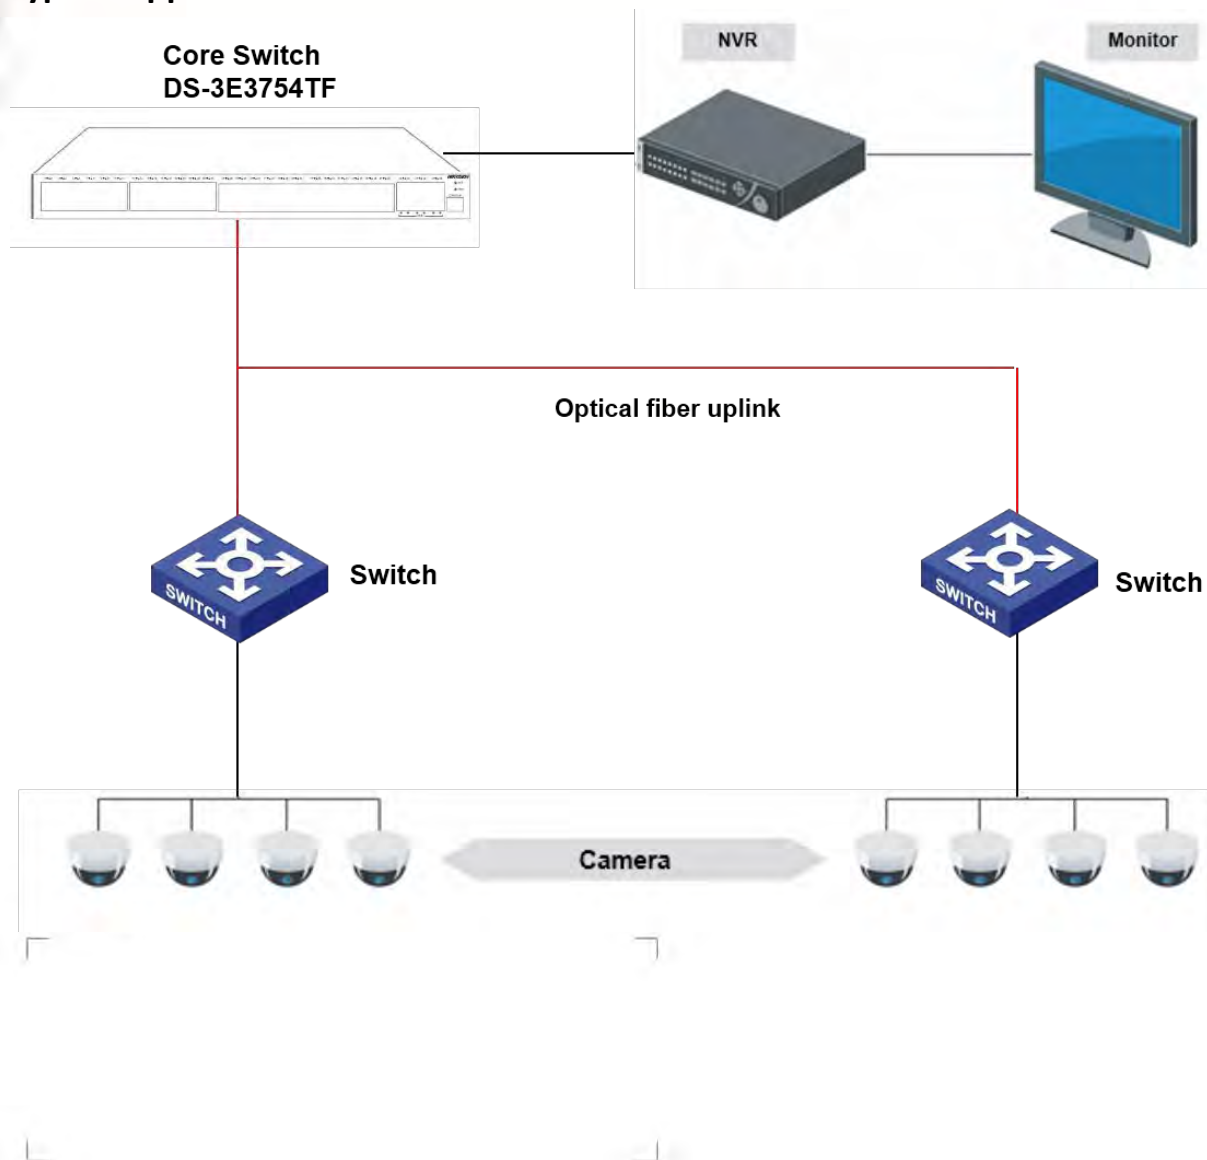 Core Switch
DS-3E3754TF
NVR
Monitor
Optical fiber uplink
SWITCH
Switch
SWITCH
Switch
Camera